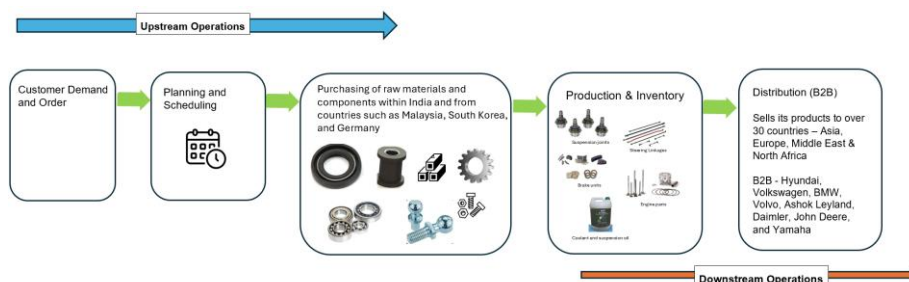 Upstream Operations
Customer Demand
and Order
Planning and
Scheduling
Purchasing of raw materials and
components within India and from
countries such as Malaysia, South Korea,
and Germany
Production & Inventory
Suspension joints
Steering Linkages
Brake units
Engine parts
Coolant and suspension oil
Distribution (B2B)
Sells its products to over
30 countries – Asia,
Europe, Middle East &
North Africa
B2B - Hyundai,
Volkswagen, BMW,
Volvo, Ashok Leyland,
Daimler, John Deere,
and Yamaha
Downstream Operations